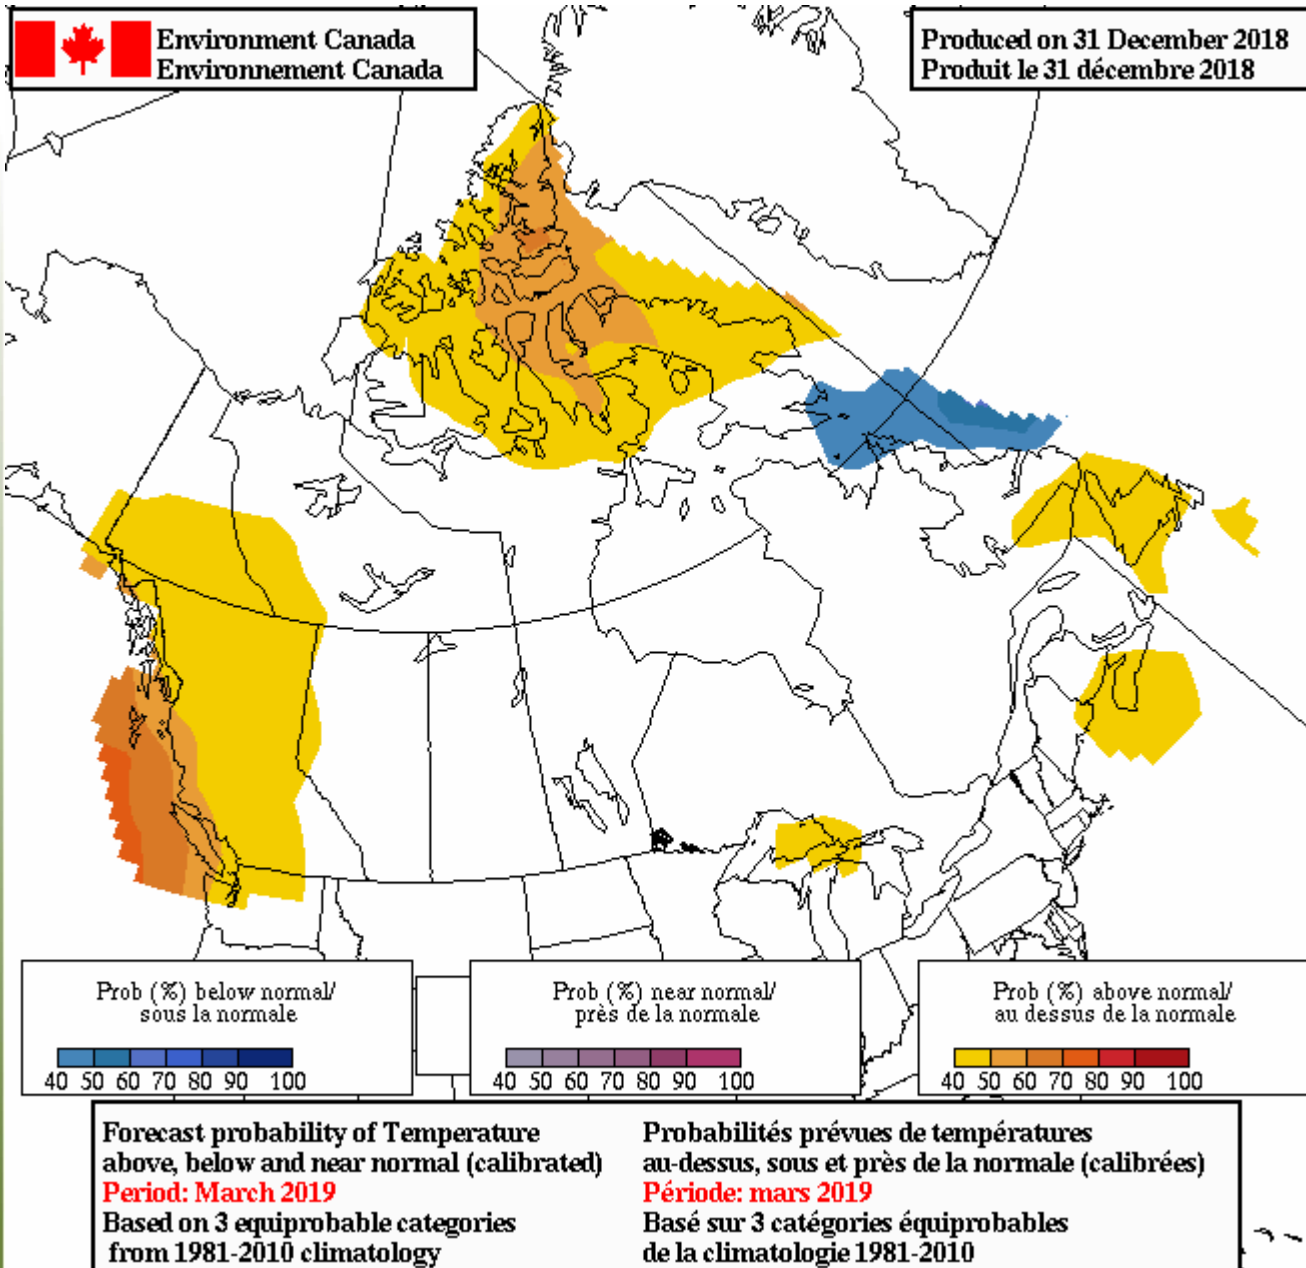 Environment Canada
Environnement Canada
Produced on 31 December 2018
Produit le 31 décembre 2018
Prob (%) below normal/
sous la normale
40 50 60 70 80 90 100
Prob (%) near normal/
près de la normale
40 50 60 70 80 90 100
Prob (%) above normal/
au dessus de la normale
40 50 60 70 80 90 100
Forecast probability of Temperature
above, below and near normal (calibrated)
Period: March 2019
Based on 3 equiprobable categories
from 1981-2010 climatology
Probabilités prévues de températures
au-dessus, sous et près de la normale (calibrées)
Période: mars 2019
Basé sur 3 catégories équiprobables
de la climatologie 1981-2010